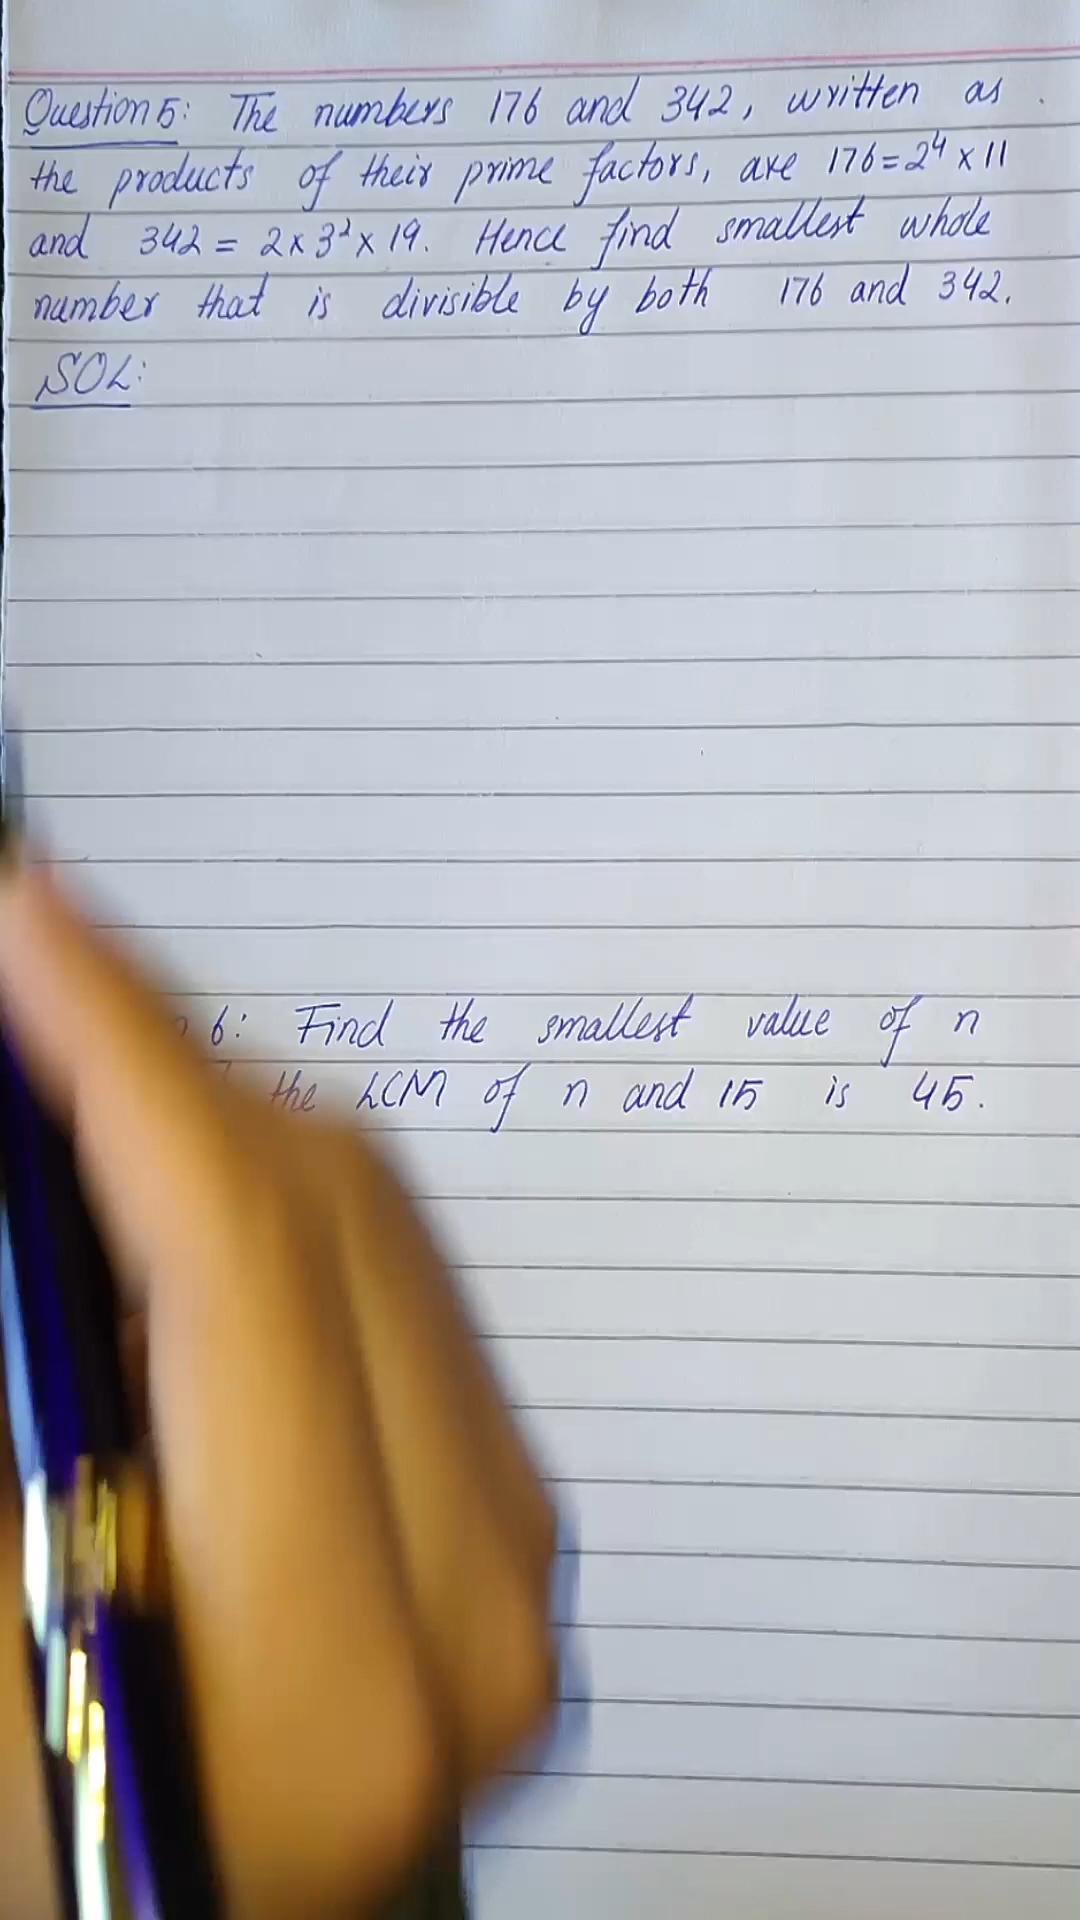 Question 5: The numbers 176 and 342, written as
the products of their prime factors, are 176 = 2⁴ × 11
and 342 = 2 × 3² × 19. Hence find smallest whole
number that is divisible by both 176 and 342.
SOL:
6: Find the smallest value of n
the LCM of n and 15 is 45.